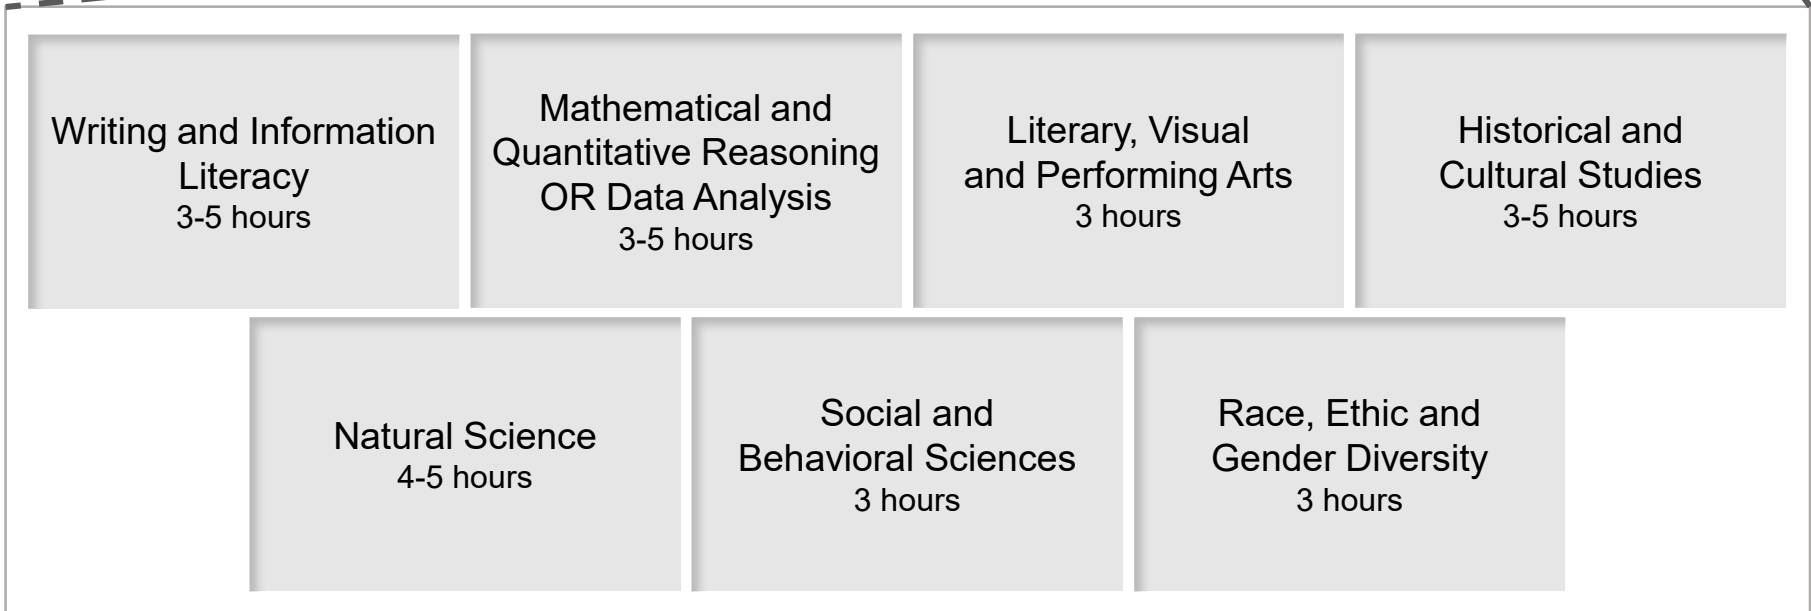 Writing and Information
Literacy
3-5 hours
Mathematical and
Quantitative Reasoning
OR Data Analysis
3-5 hours
Literary, Visual
and Performing Arts
3 hours
Historical and
Cultural Studies
3-5 hours
Natural Science
4-5 hours
Social and
Behavioral Sciences
3 hours
Race, Ethic and
Gender Diversity
3 hours